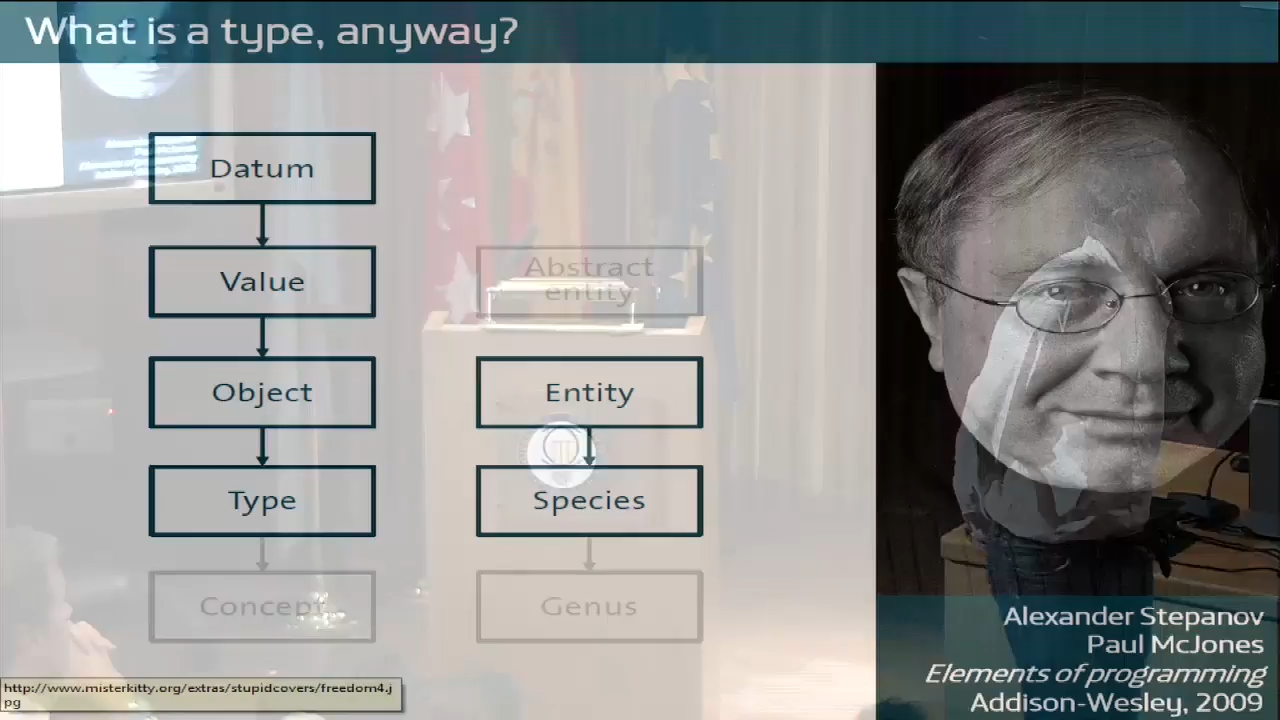 What is a type, anyway?
Datum
Value
Abstract
entity
Object
Entity
Type
Species
Concept
Genus
Alexander Stepanov
Paul McJones
Elements of programming
Addison-Wesley, 2009
http://www.misterkitty.org/extras/stupidcovers/freedom4.j
pg